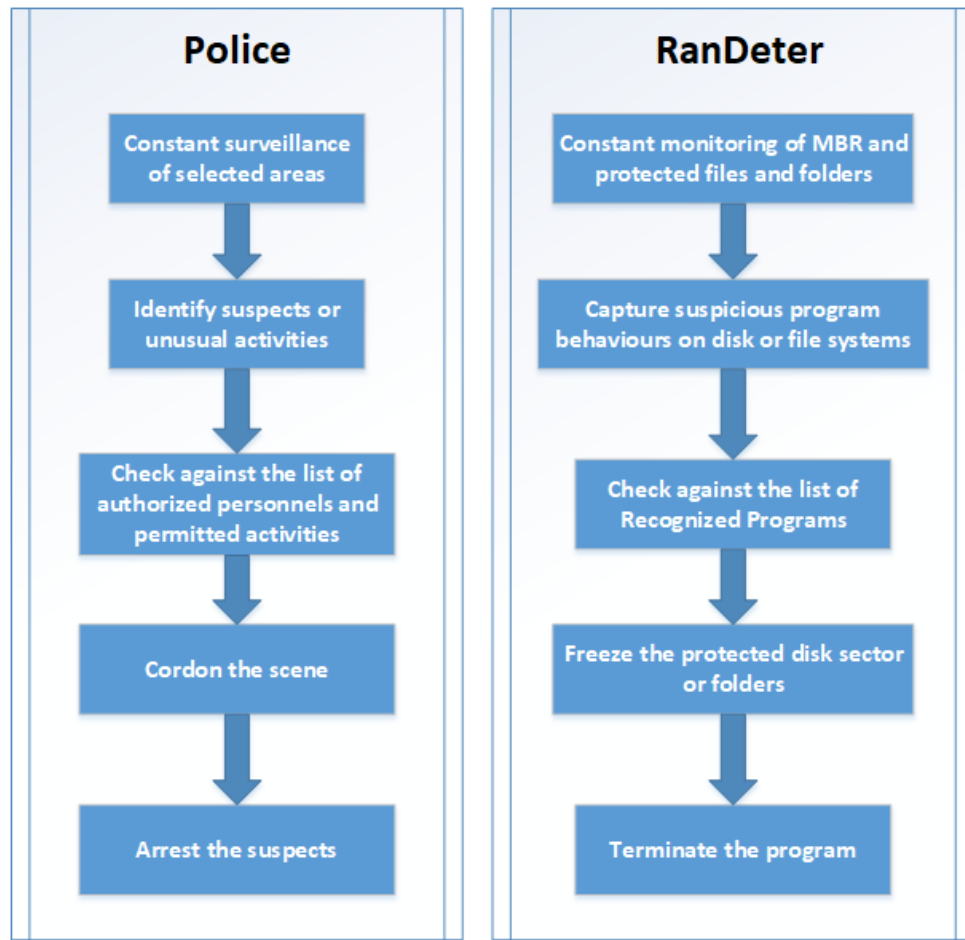 Police
Constant surveillance
of selected areas
Identify suspects or
unusual activities
Check against the list of
authorized personnels and
permitted activities
Cordon the scene
Arrest the suspects
RanDeter
Constant monitoring of MBR and
protected files and folders
Capture suspicious program
behaviours on disk or file systems
Check against the list of
Recognized Programs
Freeze the protected disk sector
or folders
Terminate the program